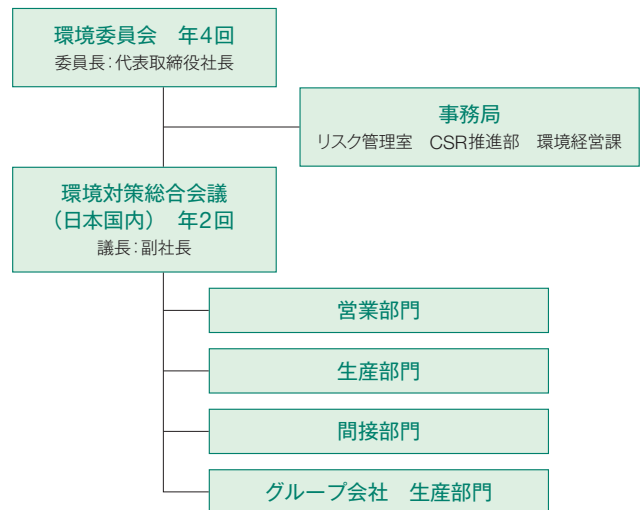 環境委員会　年4回
委員長：代表取締役社長
事務局
リスク管理室　CSR推進部　環境経営課
環境対策総合会議
（日本国内）　年2回
議長：副社長
営業部門
生産部門
間接部門
グループ会社　生産部門